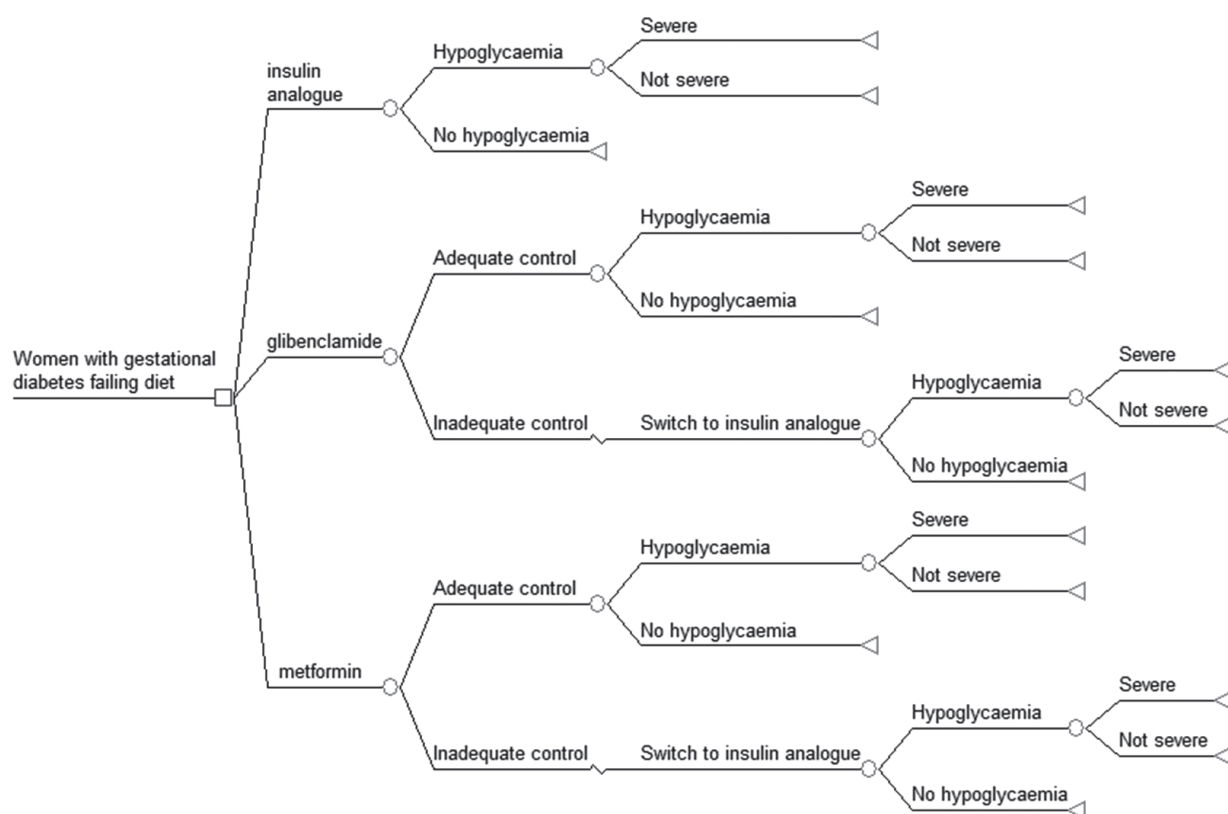 Severe
Hypoglycaemia
Not severe
insulin
analogue
No hypoglycaemia
Severe
Hypoglycaemia
Not severe
Adequate control
No hypoglycaemia
glibenclamide
Women with gestational
diabetes failing diet
Severe
Hypoglycaemia
Not severe
Inadequate control
Switch to insulin analogue
No hypoglycaemia
Severe
Hypoglycaemia
Not severe
Adequate control
No hypoglycaemia
metformin
Severe
Hypoglycaemia
Not severe
Inadequate control
Switch to insulin analogue
No hypoglycaemia